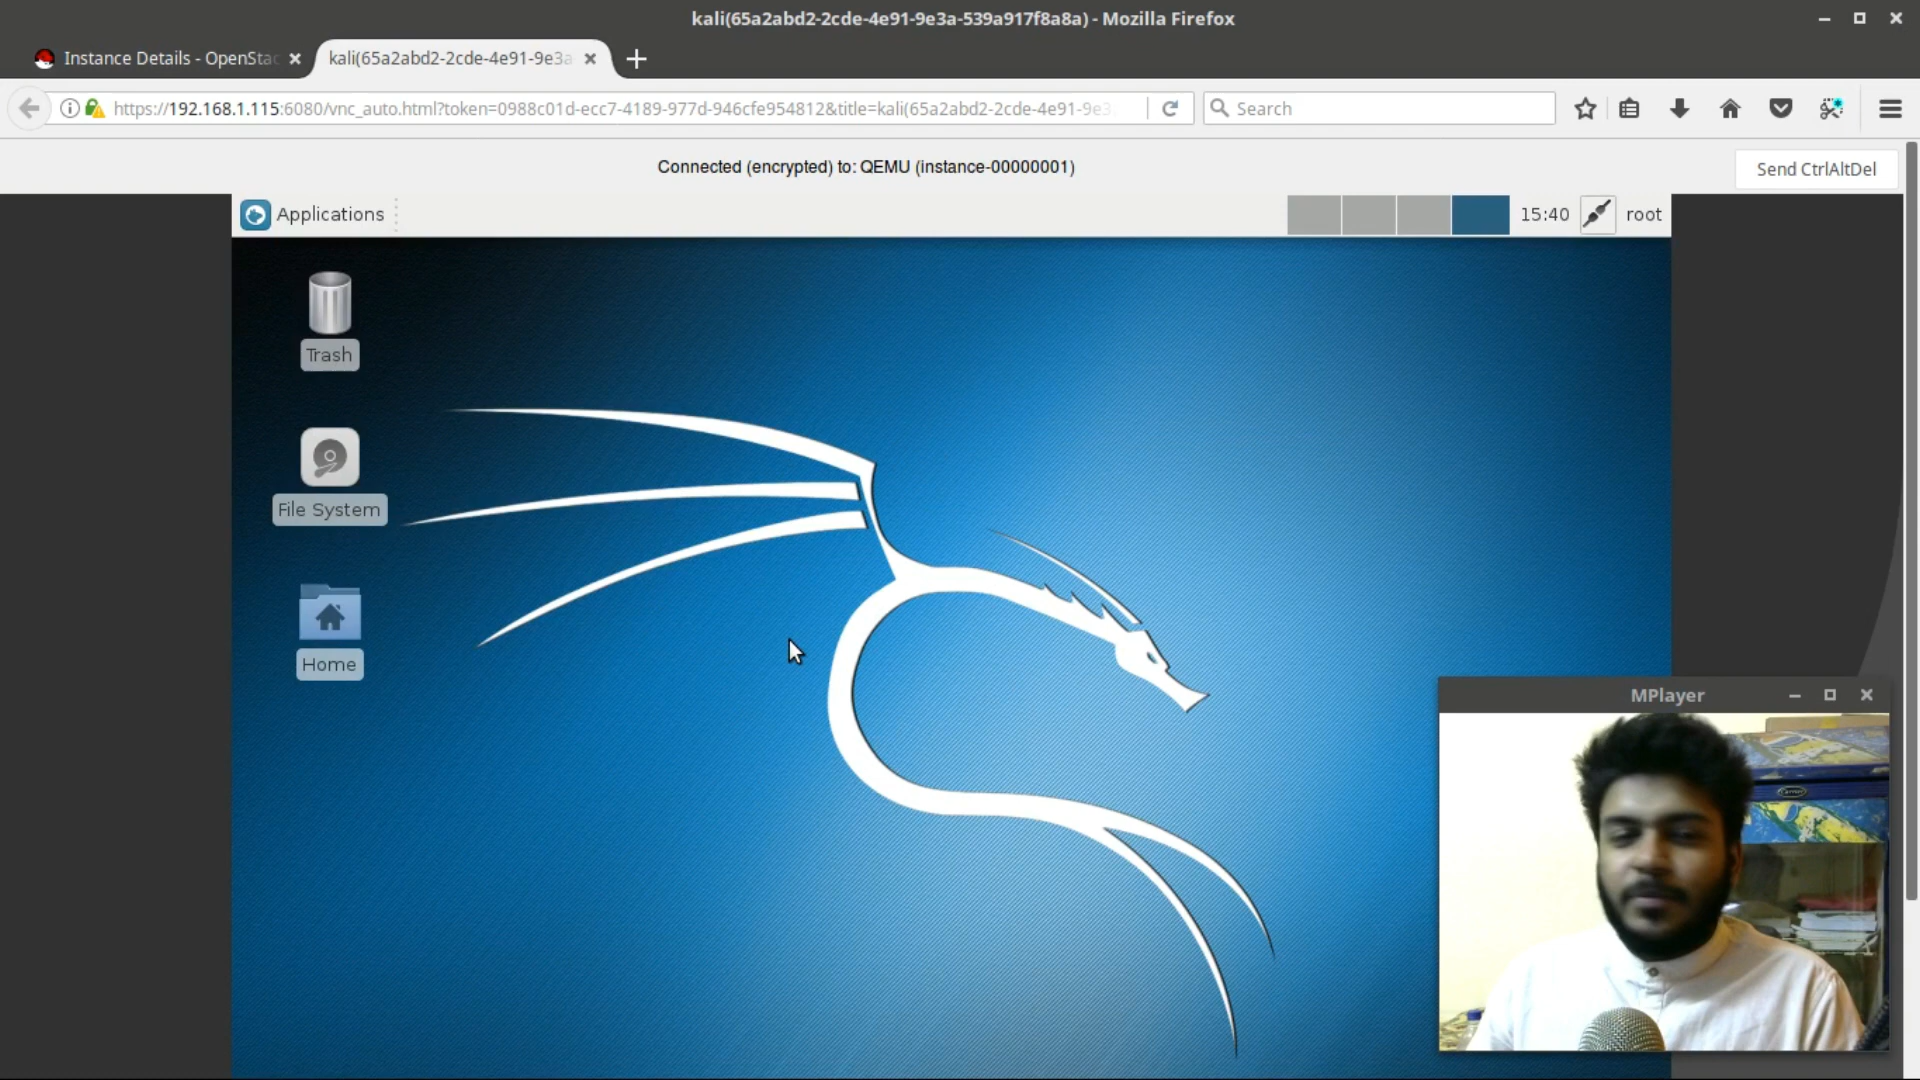 kali(65a2abd2-2cde-4e91-9e3a-539a917f8a8a) - Mozilla Firefox
Instance Details - OpenStac
kali(65a2abd2-2cde-4e91-9e3a
https://192.168.1.115:6080/vnc_auto.html?token=0988c01d-ecc7-4189-977d-946cfe954812&title=kali(65a2abd2-2cde-4e91-9e3
Search
Connected (encrypted) to: QEMU (instance-00000001)
Send CtrlAltDel
Applications
15:40
root
Trash
File System
Home
MPlayer